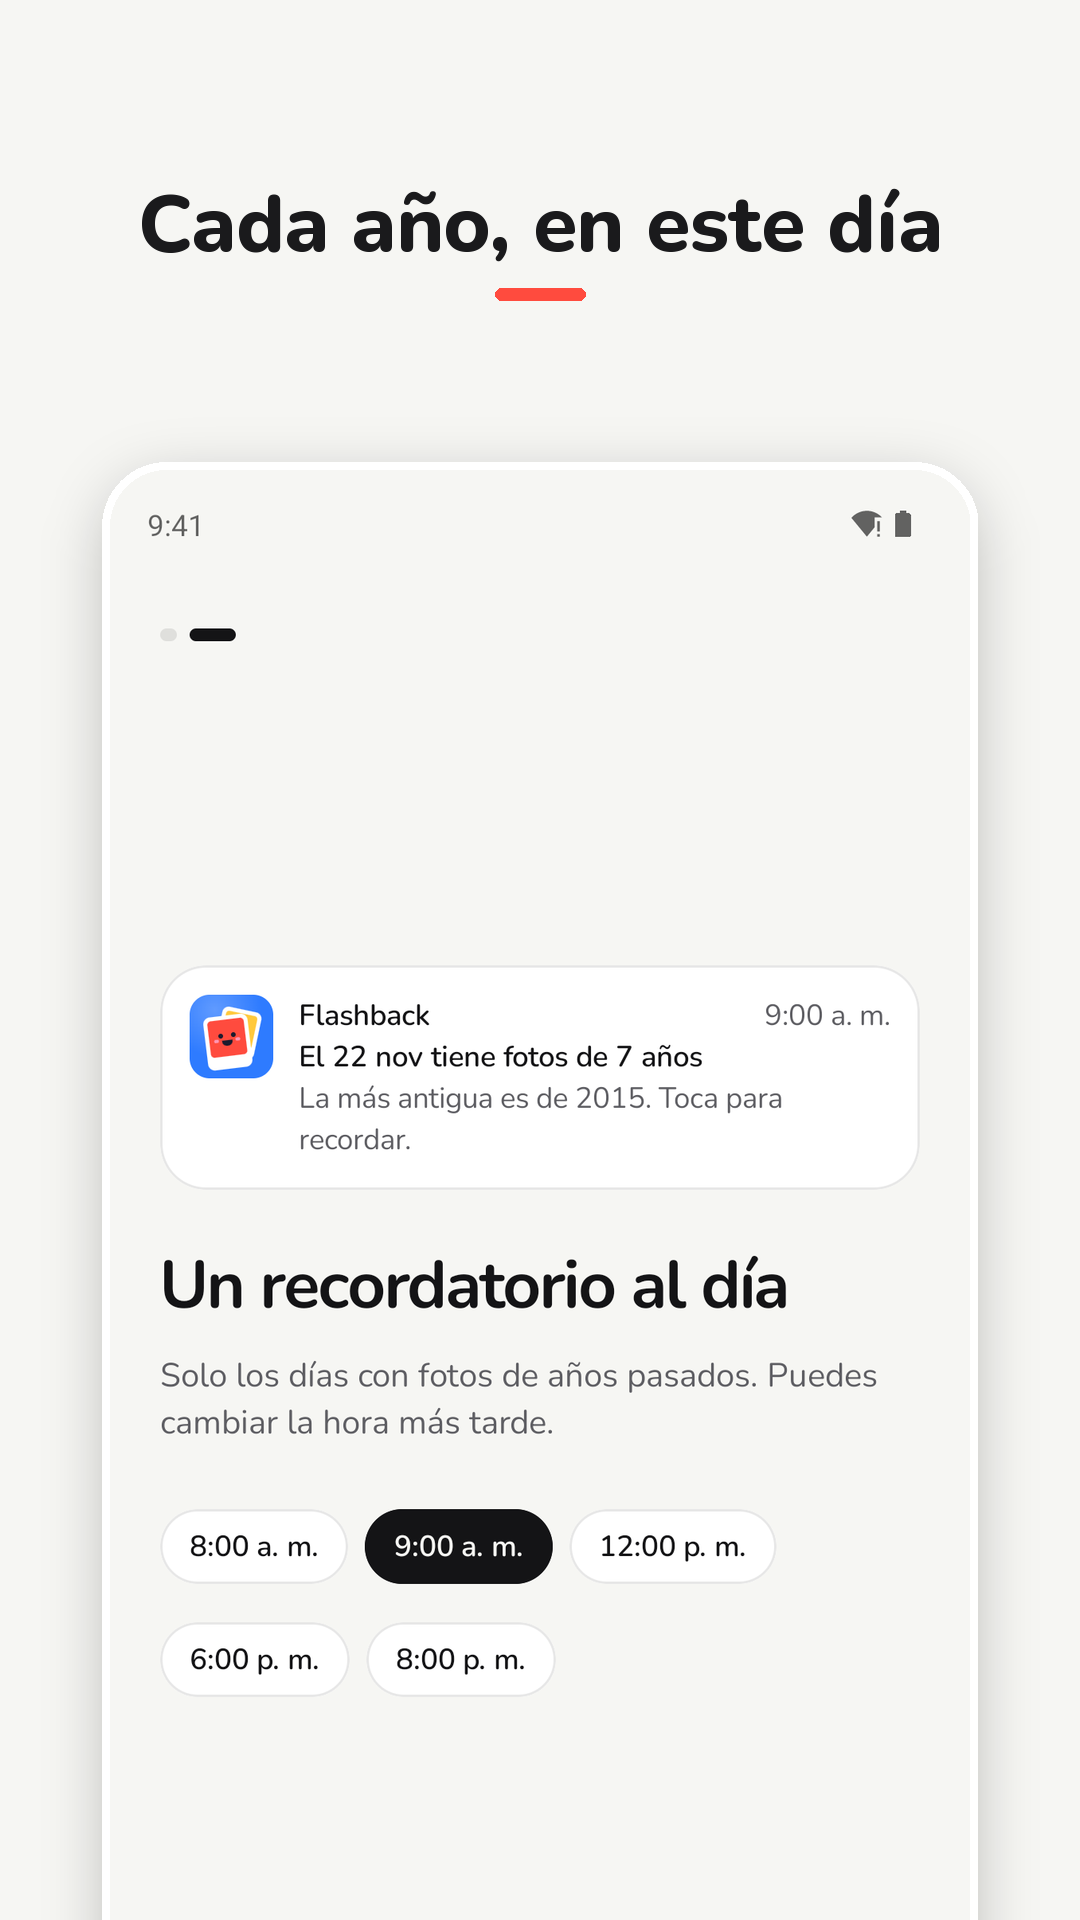 Cada año, en este día
9:41
Flashback 9:00 a. m.
El 22 nov tiene fotos de 7 años
La más antigua es de 2015. Toca para
recordar.
Un recordatorio al día
Solo los días con fotos de años pasados. Puedes
cambiar la hora más tarde.
8:00 a. m. 9:00 a. m. 12:00 p. m.
6:00 p. m. 8:00 p. m.